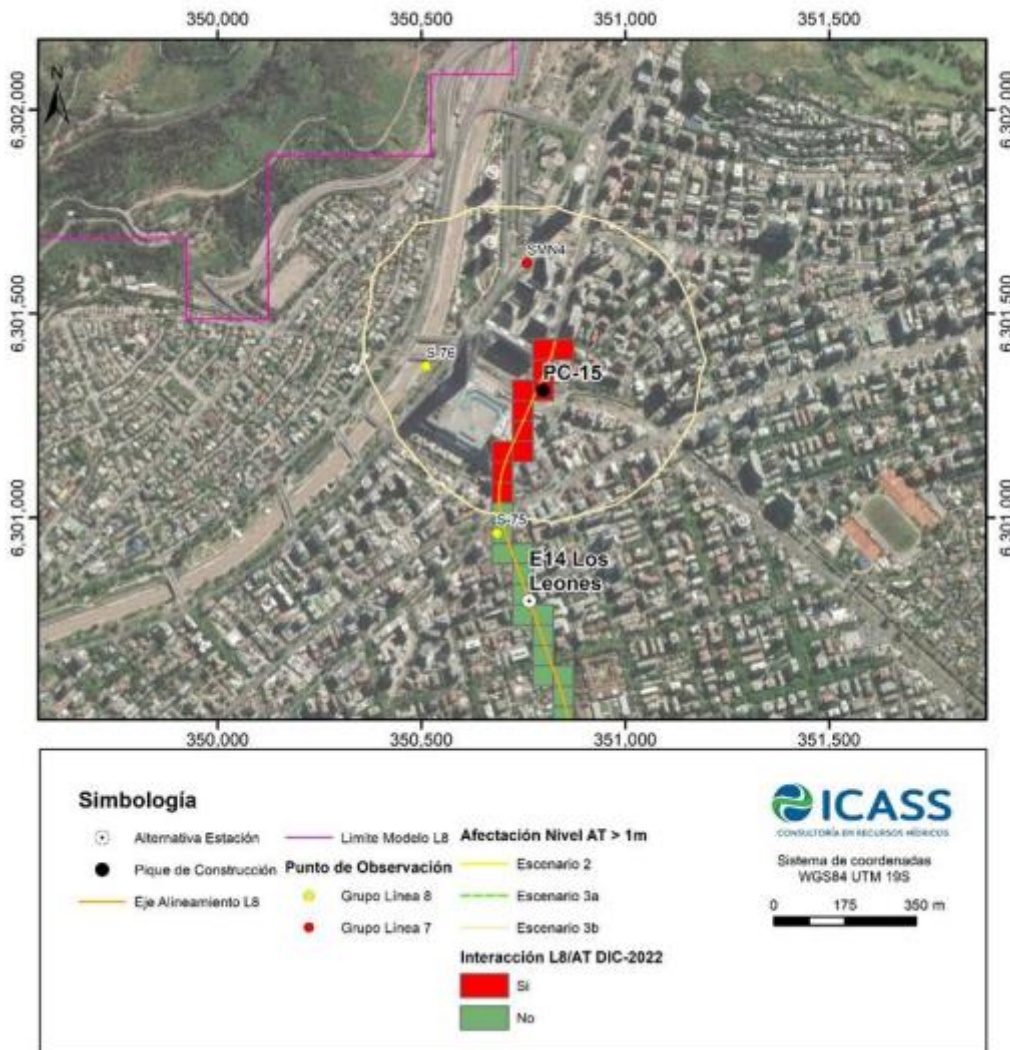 350,000 350,500 351,000 351,500
N
6,302,000 6,302,000
SMN4
6,301,500 6,301,500
S-76
PC-15
6,301,000 6,301,000
S-75
E14 Los
Leones
350,000 350,500 351,000 351,500
Simbología
Alternativa Estación
Pique de Construcción
Eje Alineamiento L8
Limite Modelo L8
Punto de Observación
Grupo Línea 8
Grupo Línea 7
Afectación Nivel AT > 1m
Escenario 2
Escenario 3a
Escenario 3b
Interacción L8/AT DIC-2022
Si
No
ICASS
CONSULTORÍA EN RECURSOS HÍDRICOS
Sistema de coordenadas
WGS84 UTM 19S
0 175 350 m